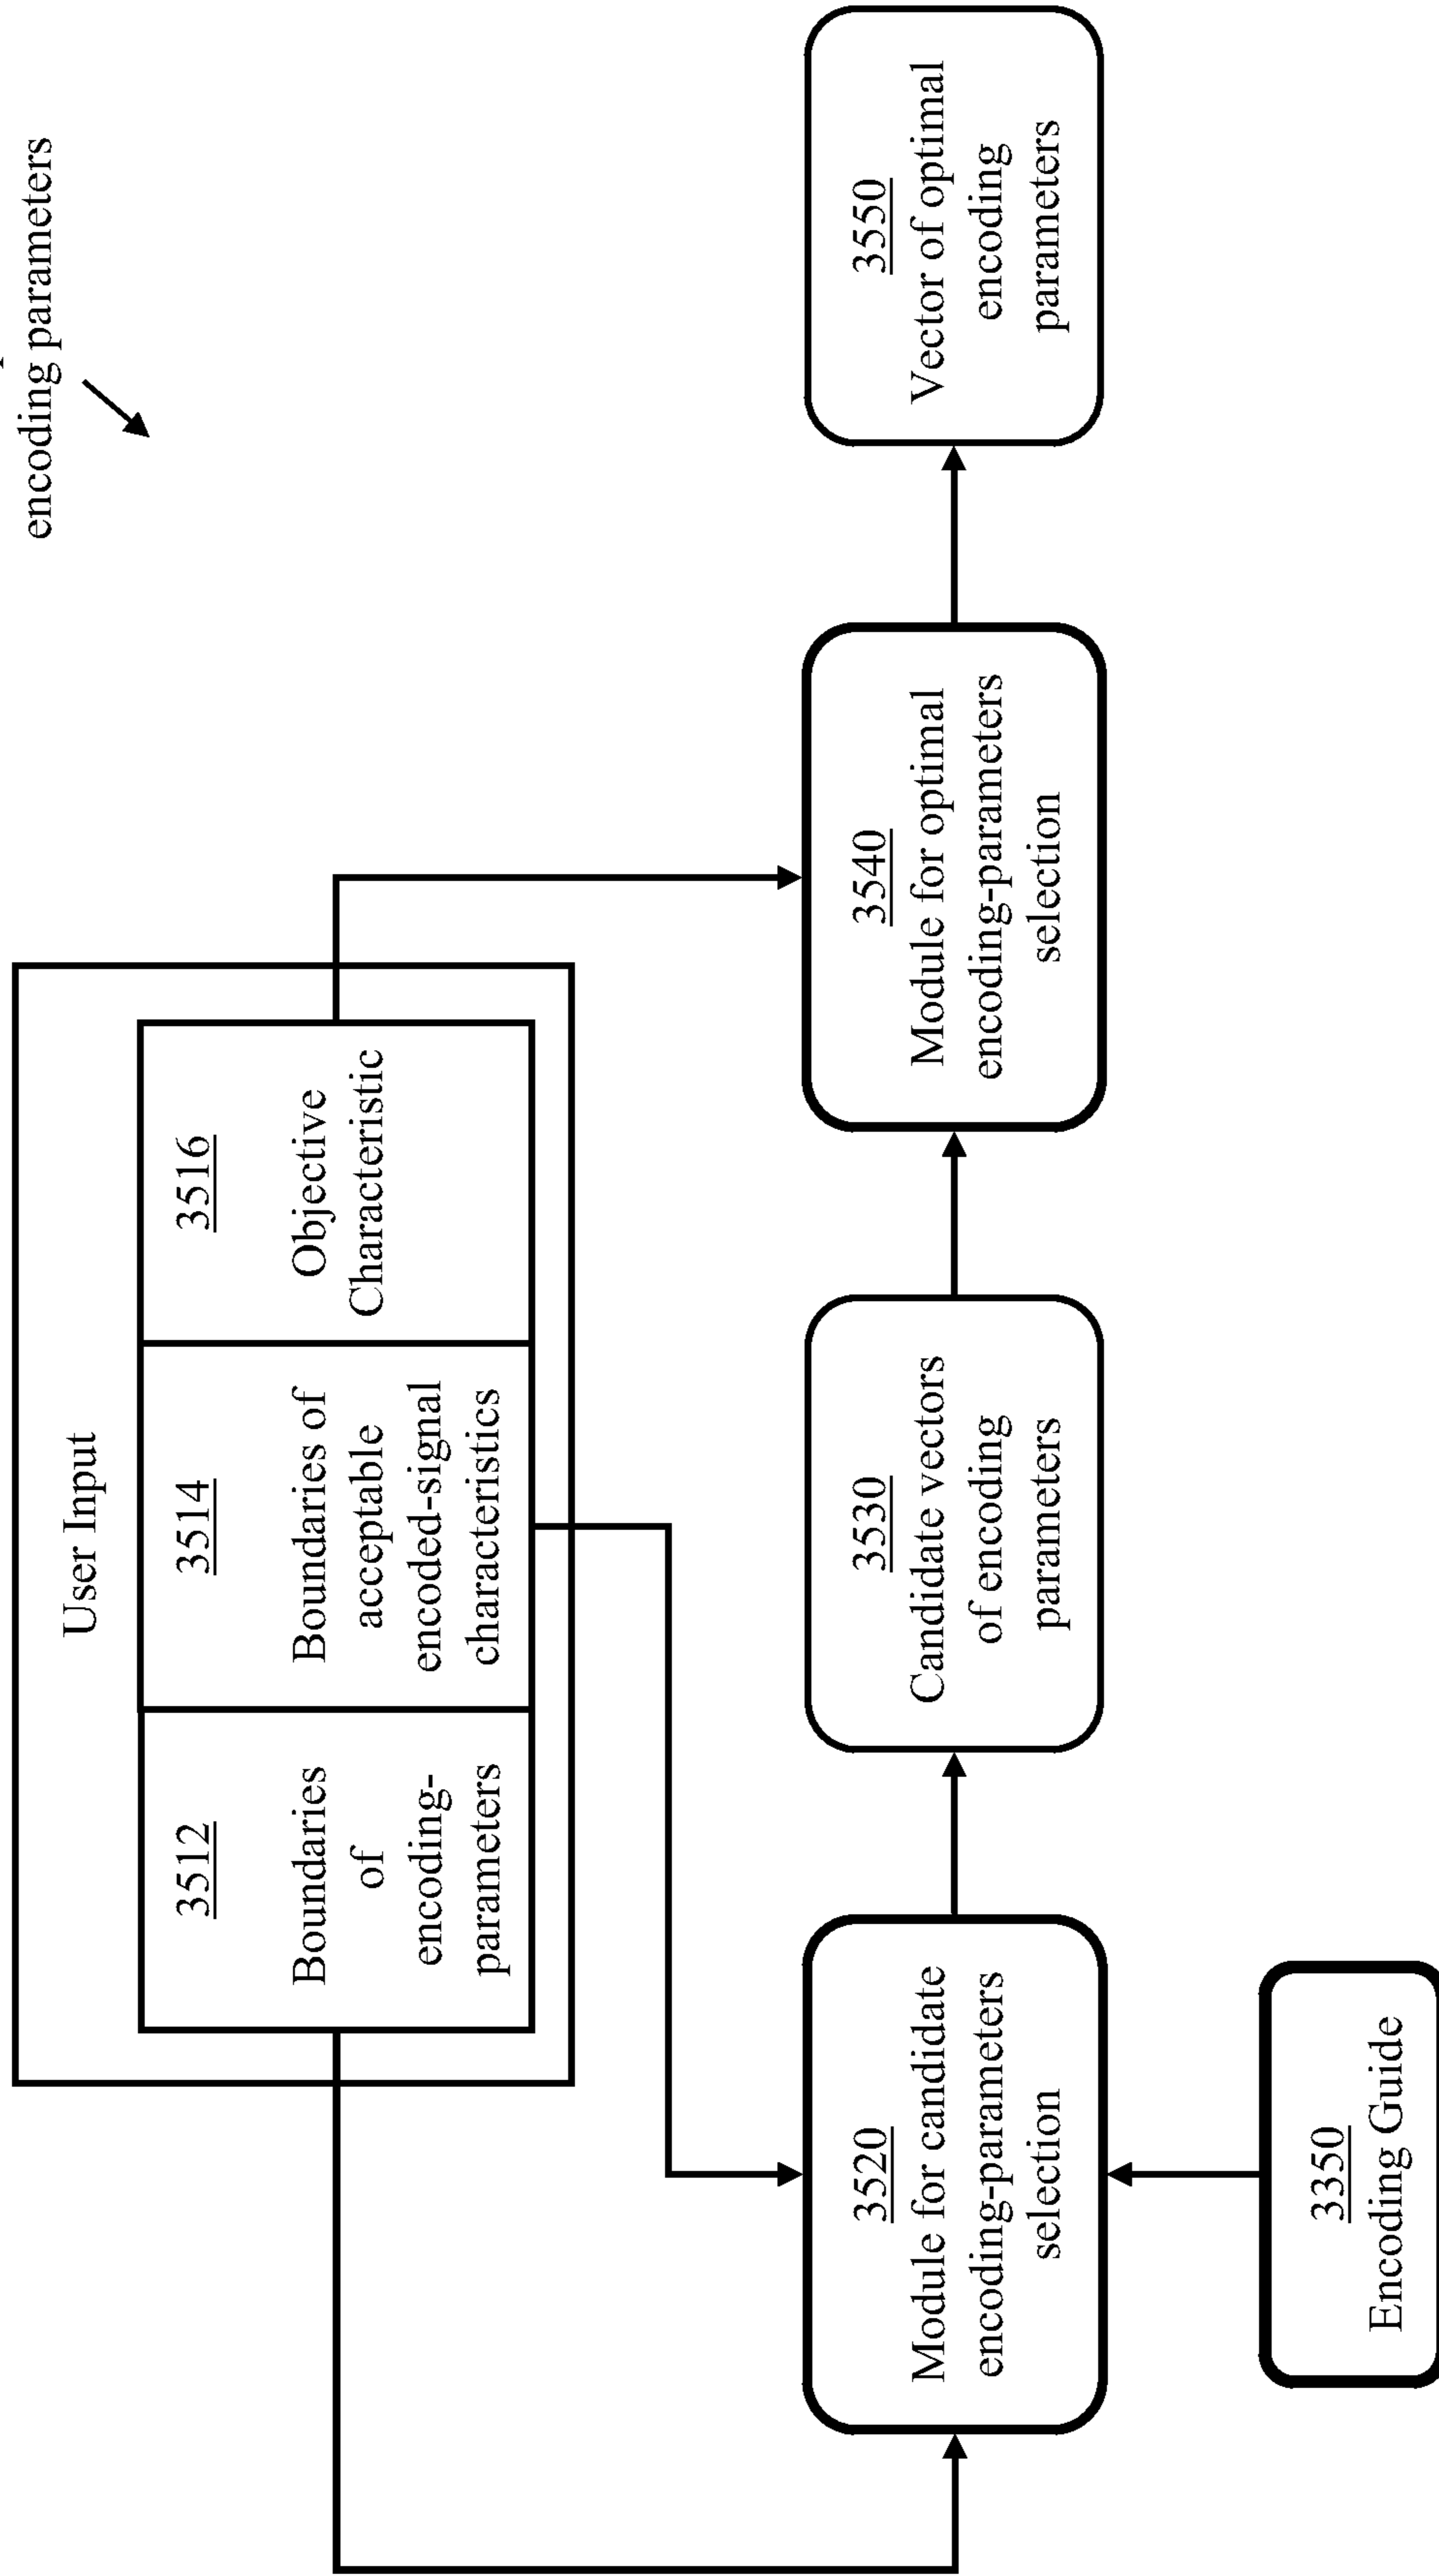 encoding parameters
User Input
3512
Boundaries
of
encoding-
parameters
3514
Boundaries of
acceptable
encoded-signal
characteristics
3516
Objective
Characteristic
3520
Module for candidate
encoding-parameters
selection
3530
Candidate vectors
of encoding
parameters
3540
Module for optimal
encoding-parameters
selection
3550
Vector of optimal
encoding
parameters
3350
Encoding Guide